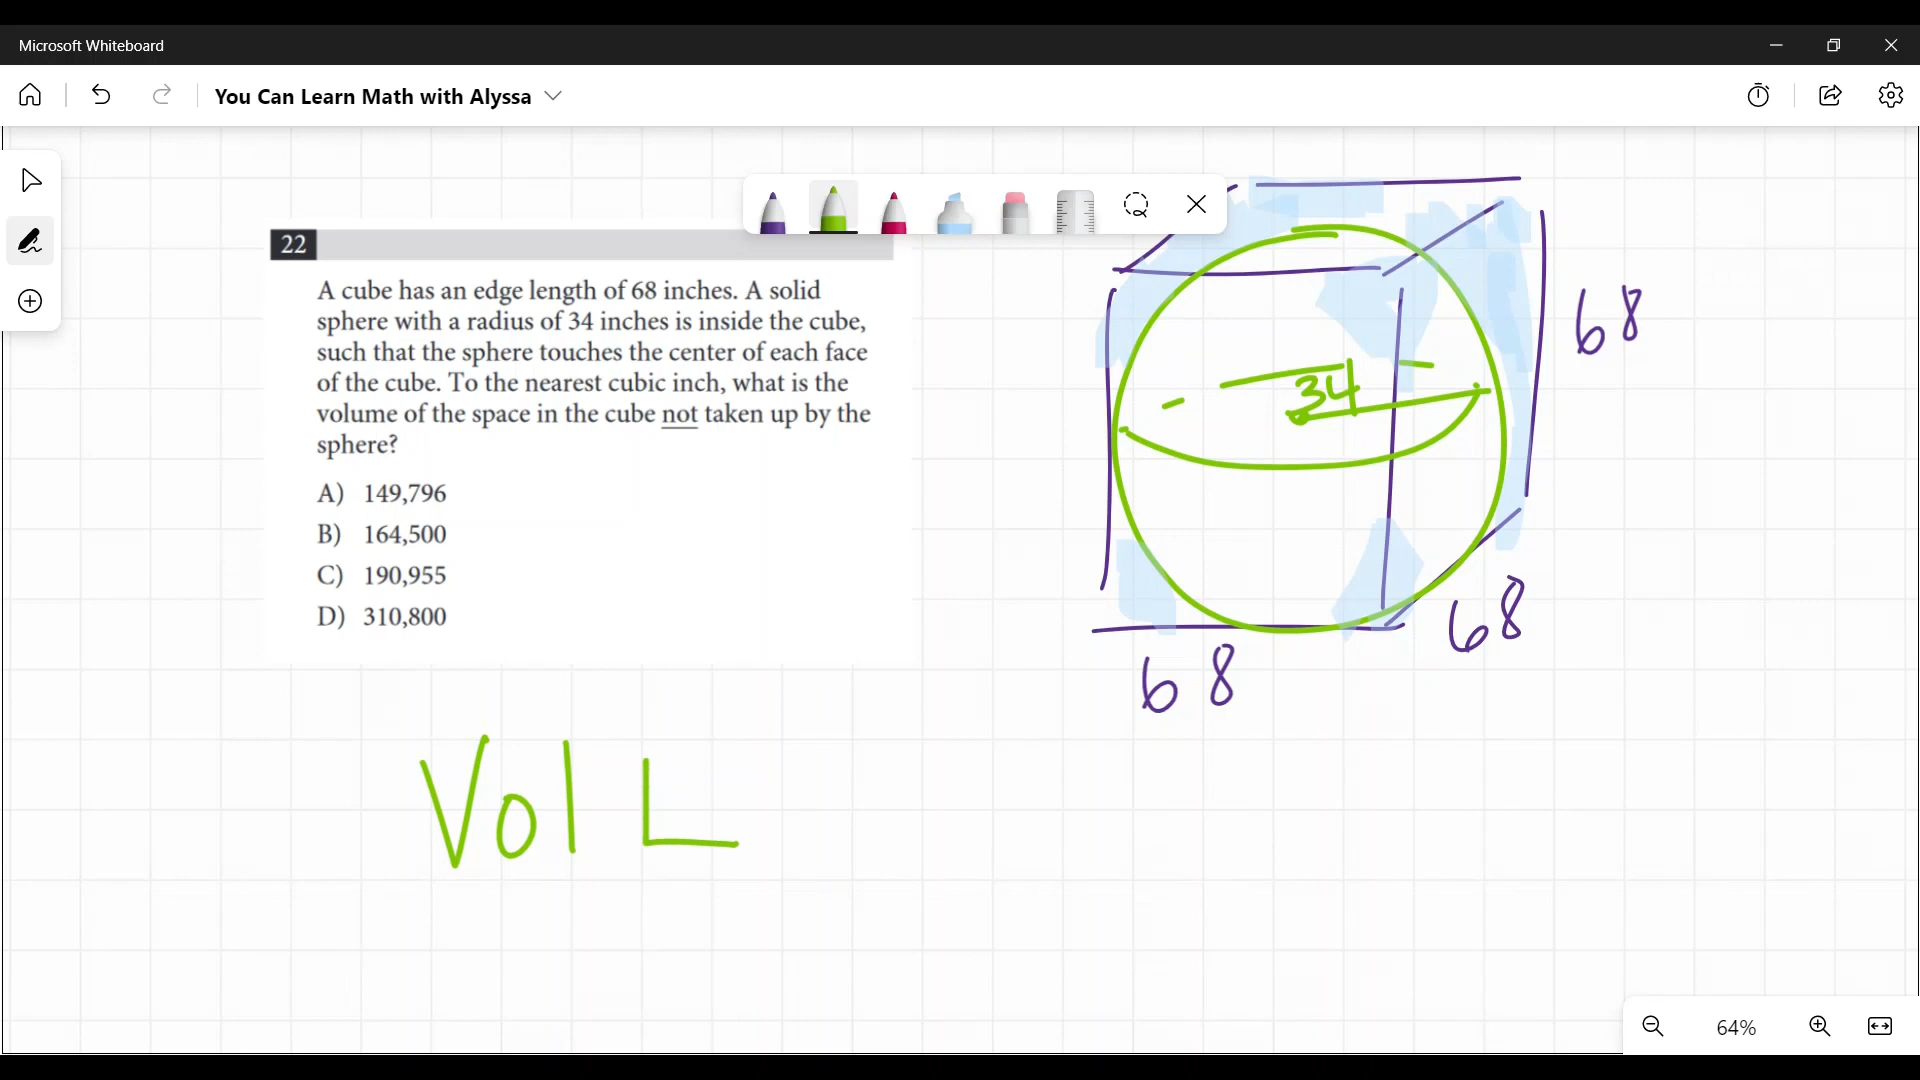 Microsoft Whiteboard
You Can Learn Math with Alyssa
22
A cube has an edge length of 68 inches. A solid
sphere with a radius of 34 inches is inside the cube,
such that the sphere touches the center of each face
of the cube. To the nearest cubic inch, what is the
volume of the space in the cube not taken up by the
sphere?
A) 149,796
B) 164,500
C) 190,955
D) 310,800
68
34
68
68
Vol L
64%